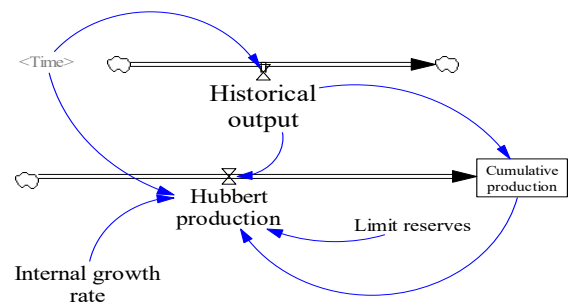 <Time>
Historical
output
Cumulative
production
Hubbert
production
Limit reserves
Internal growth
rate